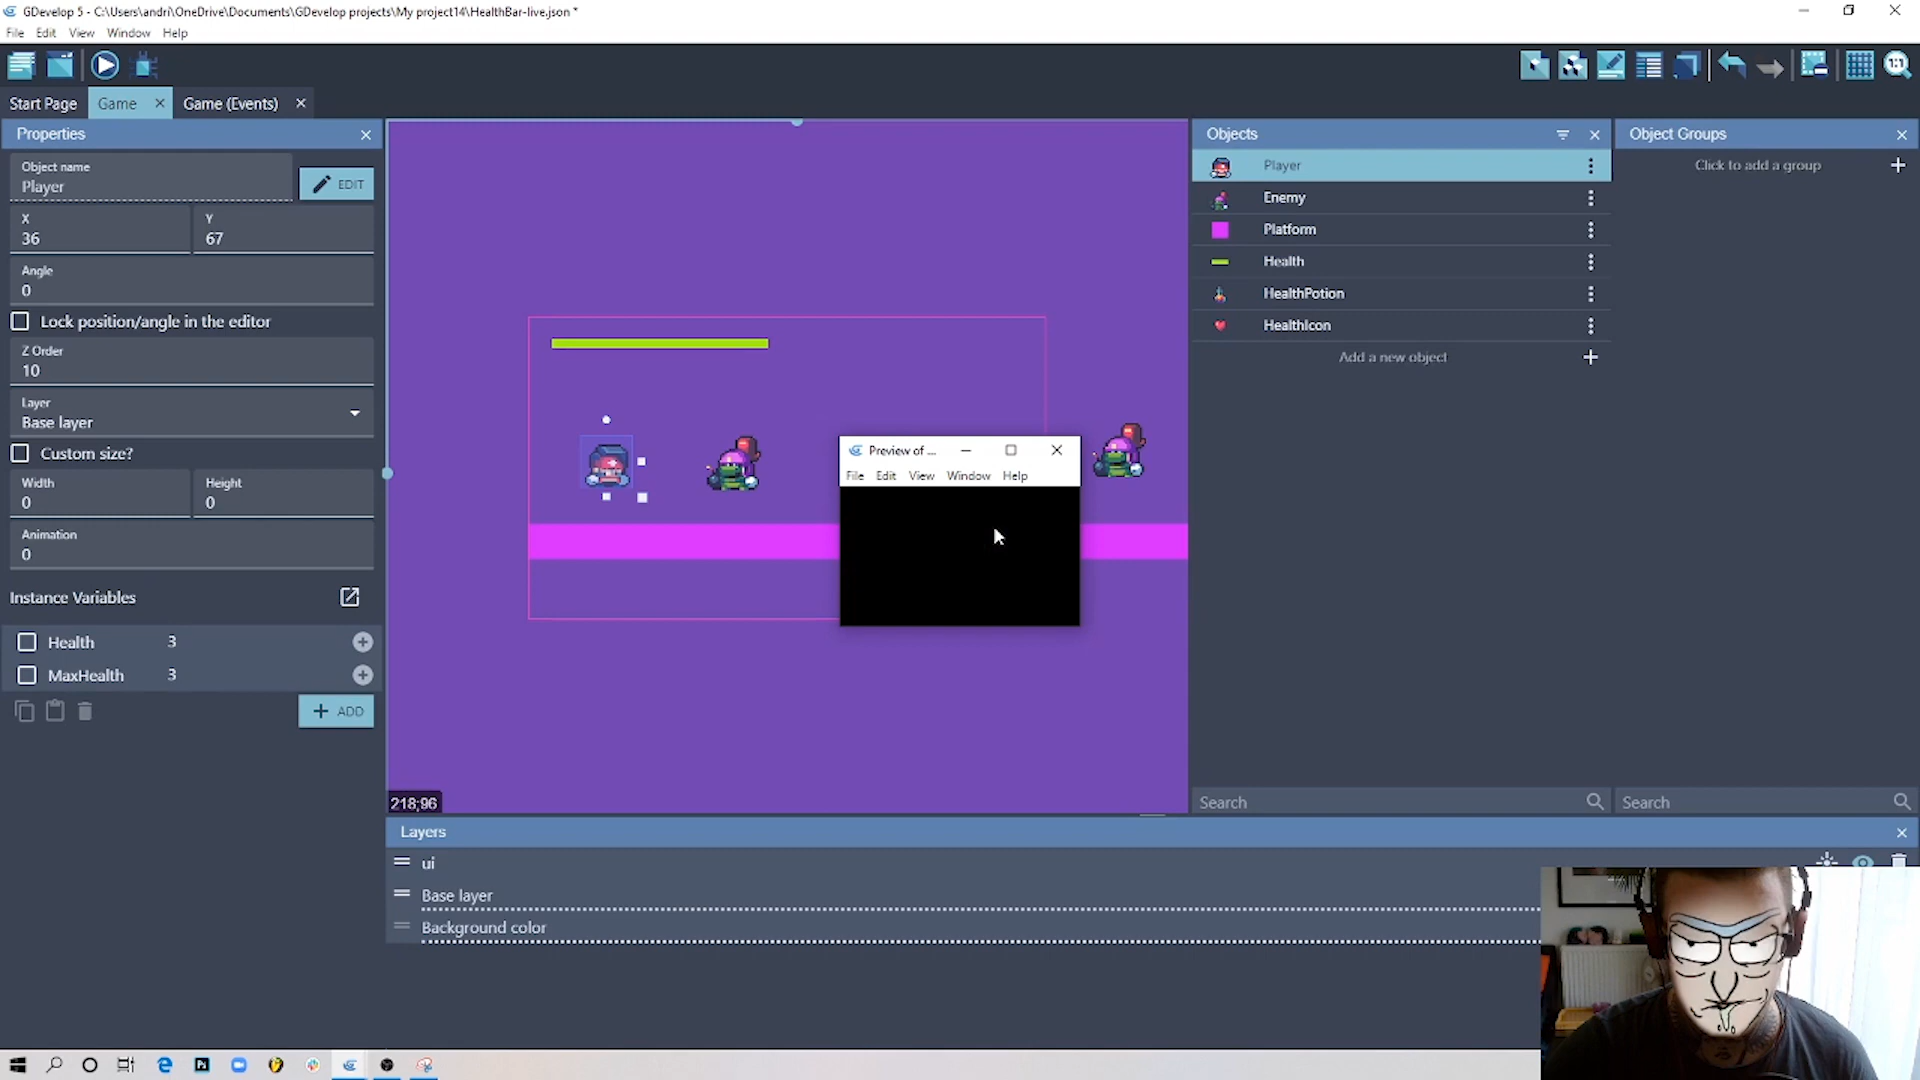 GDevelop 5 - C:\Users\andri\OneDrive\Documents\GDevelop projects\My project14\HealthBar-live.json *
File Edit View Window Help
1:1
Start Page Game Game (Events)
Properties
Object name
Player
EDIT
X
36
Y
67
Angle
0
Lock position/angle in the editor
Z Order
10
Layer
Base layer
Custom size?
Width
0
Height
0
Animation
0
Instance Variables
Health 3
MaxHealth 3
ADD
218;96
Preview of ...
File Edit View Window Help
Objects
Player
Enemy
Platform
Health
HealthPotion
HealthIcon
Add a new object
Search
Object Groups
Click to add a group
Search
Layers
ui
Base layer
Background color